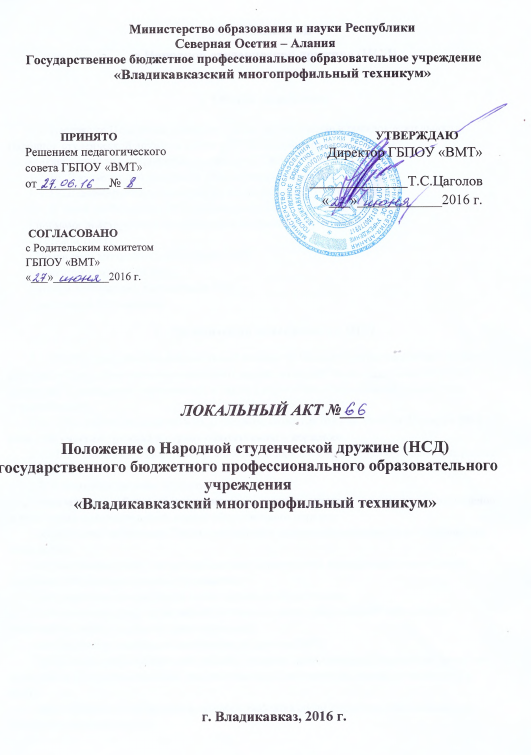 Министерство образования и науки Республики
Северная Осетия – Алания
Государственное бюджетное профессиональное образовательное учреждение
«Владикавказский многопрофильный техникум»
ПРИНЯТО
Решением педагогического
совета ГБПОУ «ВМТ»
от 27.06.16 № 8
УТВЕРЖДАЮ
Директор ГБПОУ «ВМТ»
Т.С.Цаголов
«27» июня 2016 г.
СОГЛАСОВАНО
с Родительским комитетом
ГБПОУ «ВМТ»
«27» июня 2016 г.
ЛОКАЛЬНЫЙ АКТ № 66
Положение о Народной студенческой дружине (НСД)
государственного бюджетного профессионального образовательного
учреждения
«Владикавказский многопрофильный техникум»
г. Владикавказ, 2016 г.